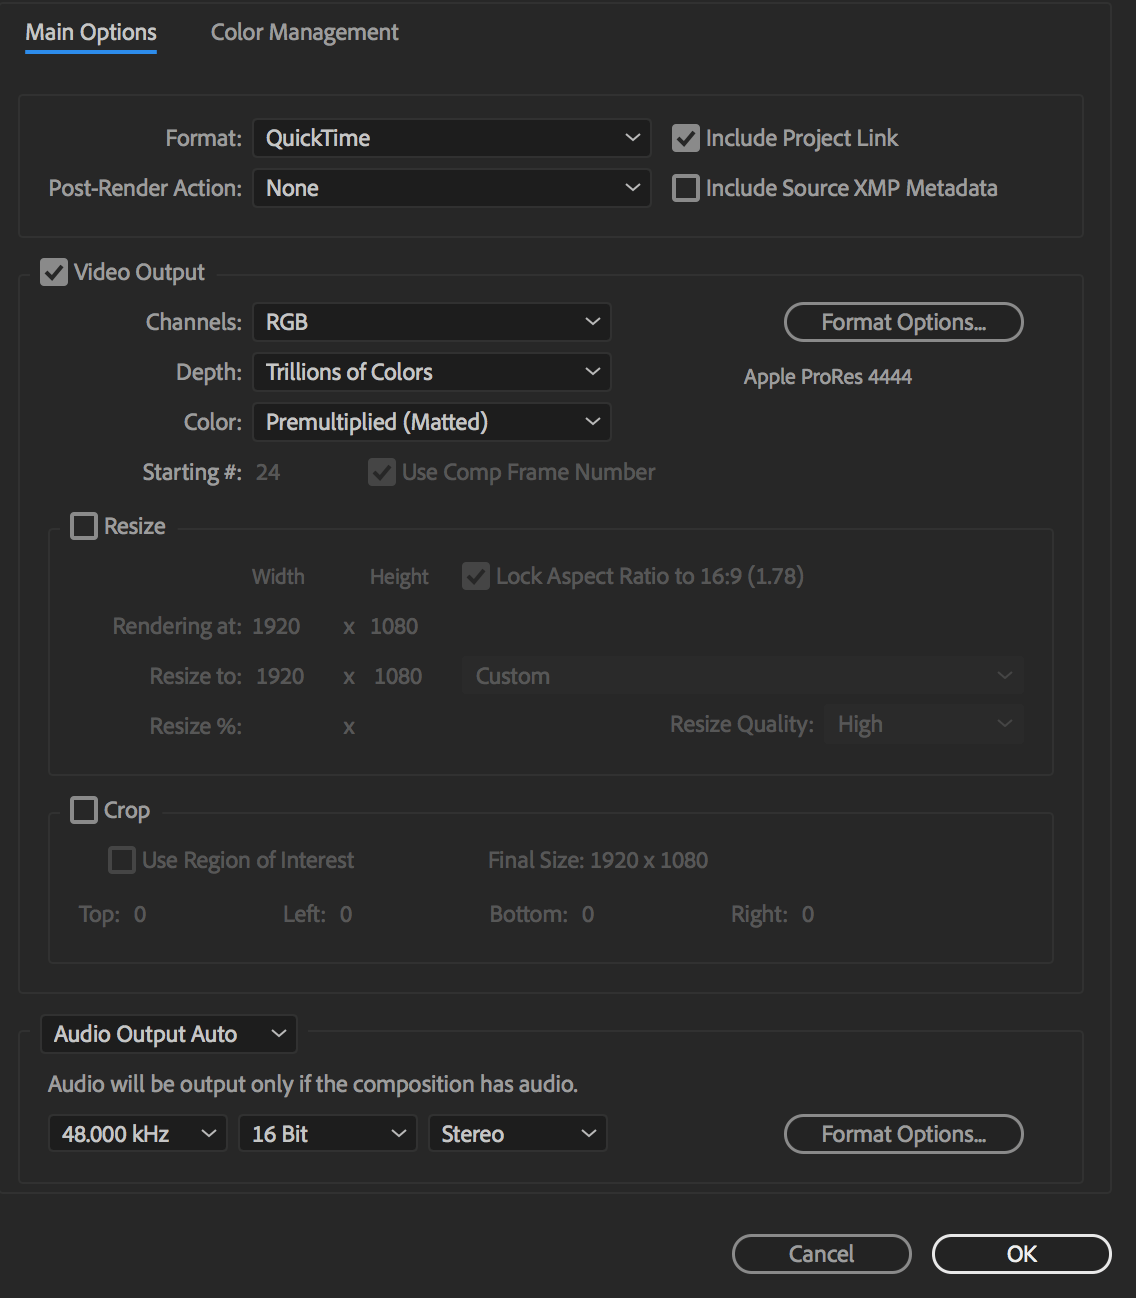 Main Options Color Management
Format: QuickTime Include Project Link
Post-Render Action: None Include Source XMP Metadata
Video Output
Channels: RGB Format Options...
Depth: Trillions of Colors Apple ProRes 4444
Color: Premultiplied (Matted)
Starting #: 24 Use Comp Frame Number
Resize
Width Height Lock Aspect Ratio to 16:9 (1.78)
Rendering at: 1920 x 1080
Resize to: 1920 x 1080 Custom
Resize %: x Resize Quality: High
Crop
Use Region of Interest Final Size: 1920 x 1080
Top: 0 Left: 0 Bottom: 0 Right: 0
Audio Output Auto
Audio will be output only if the composition has audio.
48.000 kHz 16 Bit Stereo Format Options...
Cancel OK